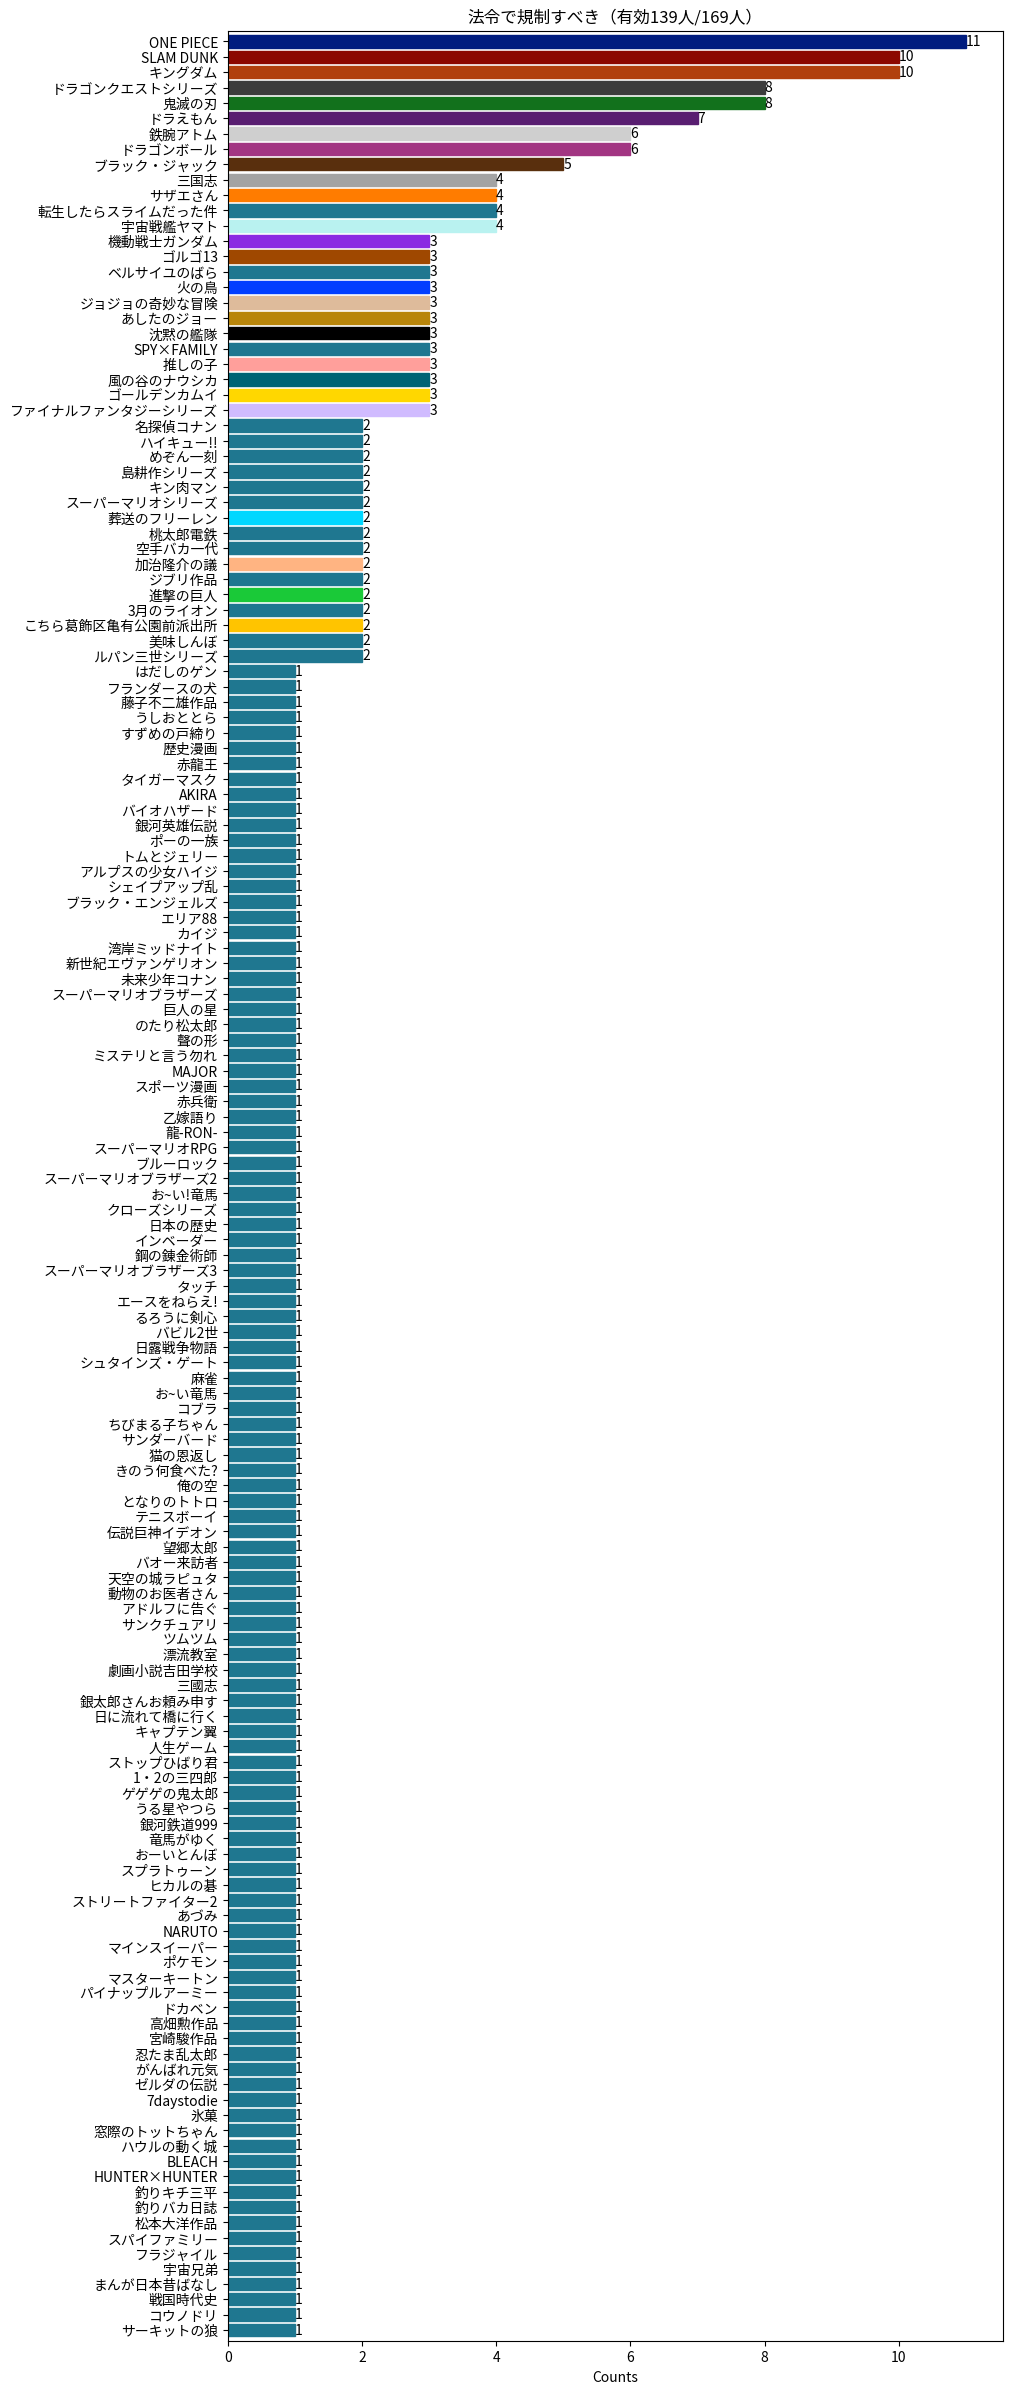 法令で規制すべき（有効139人/169人）
ONE PIECE 11
SLAM DUNK 10
キングダム 10
ドラゴンクエストシリーズ 8
鬼滅の刃 8
ドラえもん 7
鉄腕アトム 6
ドラゴンボール 6
ブラック・ジャック 5
三国志 4
サザエさん 4
転生したらスライムだった件 4
宇宙戦艦ヤマト 4
機動戦士ガンダム 3
ゴルゴ13 3
ベルサイユのばら 3
火の鳥 3
ジョジョの奇妙な冒険 3
あしたのジョー 3
沈黙の艦隊 3
SPY×FAMILY 3
推しの子 3
風の谷のナウシカ 3
ゴールデンカムイ 3
ファイナルファンタジーシリーズ 3
名探偵コナン 2
ハイキュー!! 2
めぞん一刻 2
島耕作シリーズ 2
キン肉マン 2
スーパーマリオシリーズ 2
葬送のフリーレン 2
桃太郎電鉄 2
空手バカ一代 2
加治隆介の議 2
ジブリ作品 2
進撃の巨人 2
3月のライオン 2
こちら葛飾区亀有公園前派出所 2
美味しんぼ 2
ルパン三世シリーズ 2
はだしのゲン 1
フランダースの犬 1
藤子不二雄作品 1
うしおととら 1
すずめの戸締り 1
歴史漫画 1
赤龍王 1
タイガーマスク 1
AKIRA 1
バイオハザード 1
銀河英雄伝説 1
ポーの一族 1
トムとジェリー 1
アルプスの少女ハイジ 1
シェイプアップ乱 1
ブラック・エンジェルズ 1
エリア88 1
カイジ 1
湾岸ミッドナイト 1
新世紀エヴァンゲリオン 1
未来少年コナン 1
スーパーマリオブラザーズ 1
巨人の星 1
のたり松太郎 1
聲の形 1
ミステリと言う勿れ 1
MAJOR 1
スポーツ漫画 1
赤兵衛 1
乙嫁語り 1
龍-RON- 1
スーパーマリオRPG 1
ブルーロック 1
スーパーマリオブラザーズ2 1
お~い!竜馬 1
クローズシリーズ 1
日本の歴史 1
インベーダー 1
鋼の錬金術師 1
スーパーマリオブラザーズ3 1
タッチ 1
エースをねらえ! 1
るろうに剣心 1
バビル2世 1
日露戦争物語 1
シュタインズ・ゲート 1
麻雀 1
お~い竜馬 1
コブラ 1
ちびまる子ちゃん 1
サンダーバード 1
猫の恩返し 1
きのう何食べた? 1
俺の空 1
となりのトトロ 1
テニスボーイ 1
伝説巨神イデオン 1
望郷太郎 1
バオー来訪者 1
天空の城ラピュタ 1
動物のお医者さん 1
アドルフに告ぐ 1
サンクチュアリ 1
ツムツム 1
漂流教室 1
劇画小説吉田学校 1
三國志 1
銀太郎さんお頼み申す 1
日に流れて橋に行く 1
キャプテン翼 1
人生ゲーム 1
ストップひばり君 1
1・2の三四郎 1
ゲゲゲの鬼太郎 1
うる星やつら 1
銀河鉄道999 1
竜馬がゆく 1
おーいとんぼ 1
スプラトゥーン 1
ヒカルの碁 1
ストリートファイター2 1
あづみ 1
NARUTO 1
マインスイーパー 1
ポケモン 1
マスターキートン 1
パイナップルアーミー 1
ドカベン 1
高畑勲作品 1
宮崎駿作品 1
忍たま乱太郎 1
がんばれ元気 1
ゼルダの伝説 1
7daystodie 1
氷菓 1
窓際のトットちゃん 1
ハウルの動く城 1
BLEACH 1
HUNTER×HUNTER 1
釣りキチ三平 1
釣りバカ日誌 1
松本大洋作品 1
スパイファミリー 1
フラジャイル 1
宇宙兄弟 1
まんが日本昔ばなし 1
戦国時代史 1
コウノドリ 1
サーキットの狼 1
0 2 4 6 8 10
Counts